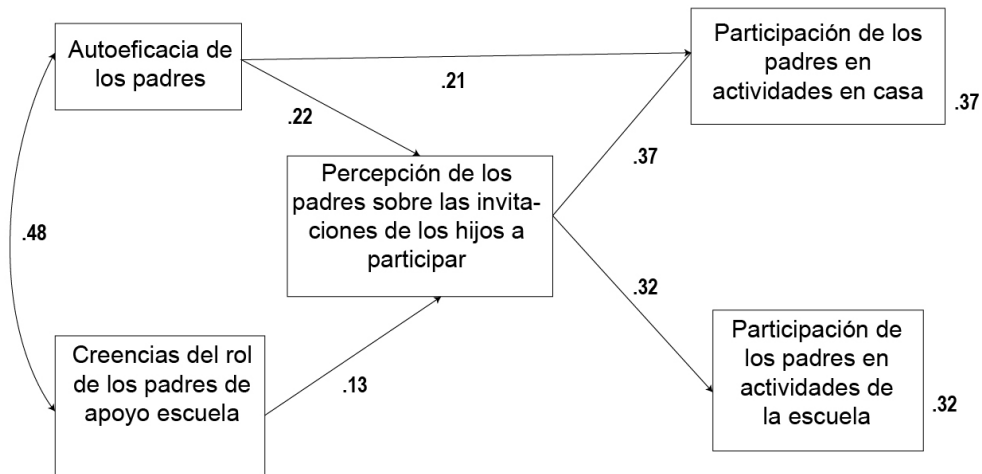 Autoeficacia de
los padres
Participación de los
padres en
actividades en casa
.37
.21
.22
.37
Percepción de los
padres sobre las invita-
ciones de los hijos a
participar
.48
.32
Creencias del rol
de los padres de
apoyo escuela
.13
Participación de
los padres en
actividades de
la escuela
.32